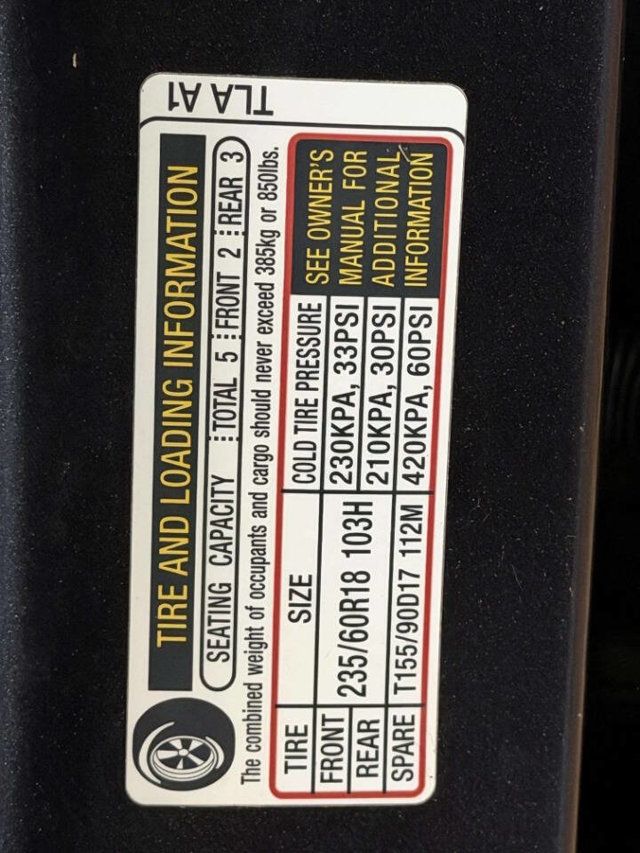 TLA A1
TIRE AND LOADING INFORMATION
SEATING CAPACITY TOTAL 5 FRONT 2 REAR 3
The combined weight of occupants and cargo should never exceed 385kg or 850lbs.
TIRE SIZE COLD TIRE PRESSURE
FRONT 235/60R18 103H 230KPA, 33PSI
REAR 210KPA, 30PSI
SPARE T155/90D17 112M 420KPA, 60PSI
SEE OWNER'S
MANUAL FOR
ADDITIONAL
INFORMATION